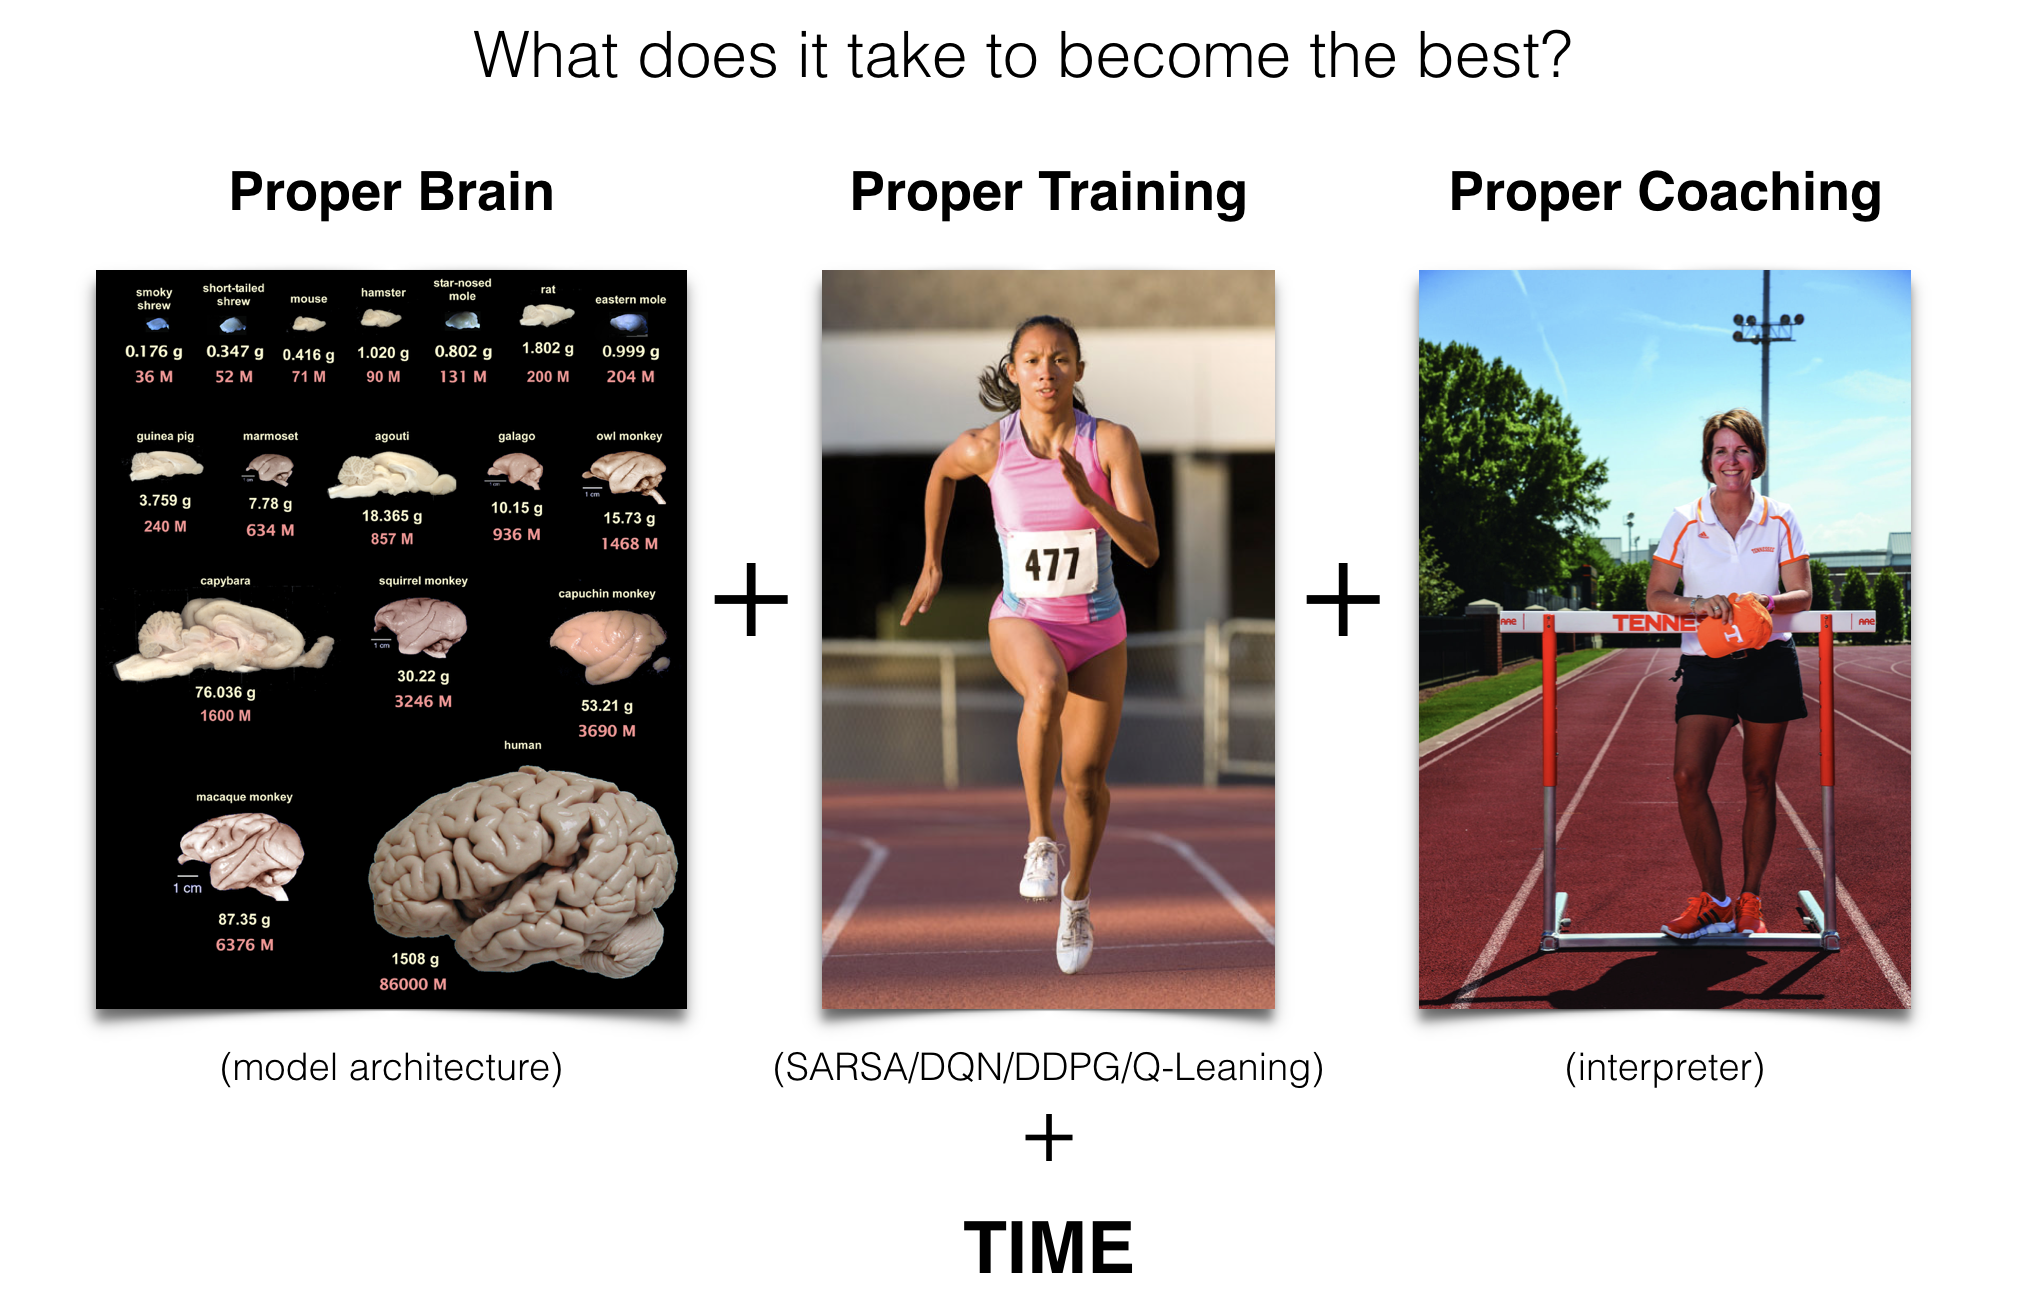 What does it take to become the best?
Proper Brain
Proper Training
Proper Coaching
smoky
shrew
short-tailed
shrew
mouse
hamster
star-nosed
mole
rat
eastern mole
0.176 g
0.347 g
0.416 g
1.020 g
0.802 g
1.802 g
0.999 g
36 M
52 M
71 M
90 M
131 M
200 M
204 M
guinea pig
marmoset
agouti
galago
owl monkey
1 cm
3.759 g
7.78 g
18.365 g
10.15 g
15.73 g
240 M
634 M
857 M
936 M
1468 M
capybara
squirrel monkey
capuchin monkey
1 cm
76.036 g
30.22 g
53.21 g
1600 M
3246 M
3690 M
human
macaque monkey
1 cm
87.35 g
6376 M
1508 g
86000 M
477
AAE
TENNES
T
AAE
(model architecture)
(SARSA/DQN/DDPG/Q-Leaning)
(interpreter)
+
+
+
TIME